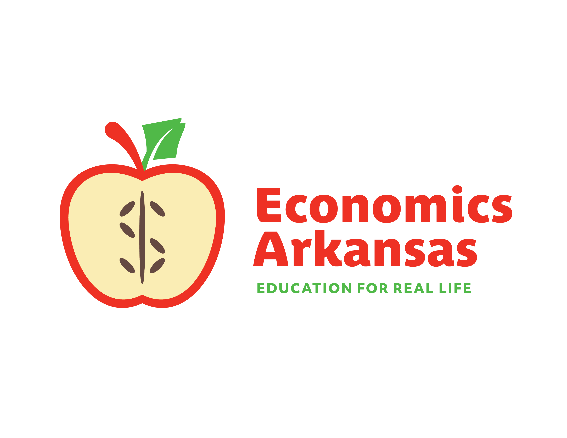 Economics
Arkansas
EDUCATION FOR REAL LIFE